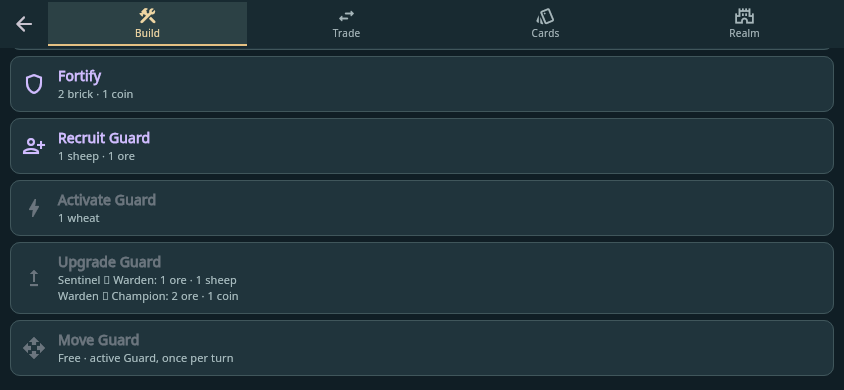 Build
Trade
Cards
Realm
Fortify
2 brick · 1 coin
Recruit Guard
1 sheep · 1 ore
Activate Guard
1 wheat
Upgrade Guard
Sentinel ▯ Warden: 1 ore · 1 sheep
Warden ▯ Champion: 2 ore · 1 coin
Move Guard
Free · active Guard, once per turn